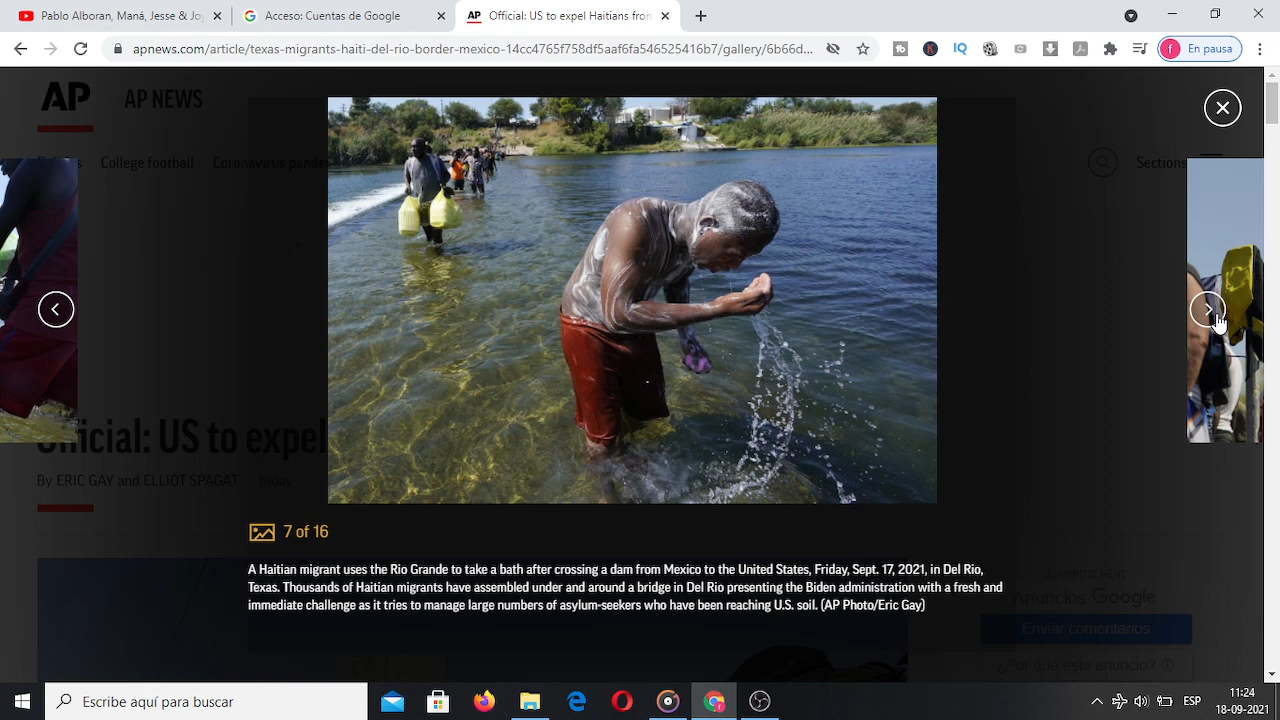 Pablo Maná, Jesse & Joy
Acceso: Cuentas de Google
AP Official: US to expel Haitians from
apnews.com/article/texas-migrants-haiti-del-rio-border-mexico-14cc4765f758df5aaf6fa546525416b7/gallery/6b66d...
IQ
f En pausa
AP AP NEWS
College football
Sections
Official: US to expel
By ERIC GAY and ELLIOT SPAGAT today
7 of 16
A Haitian migrant uses the Rio Grande to take a bath after crossing a dam from Mexico to the United States, Friday, Sept. 17, 2021, in Del Rio,
Texas. Thousands of Haitian migrants have assembled under and around a bridge in Del Rio presenting the Biden administration with a fresh and
immediate challenge as it tries to manage large numbers of asylum-seekers who have been reaching U.S. soil. (AP Photo/Eric Gay)
ADVERTISEMENT
Anuncios Google
Enviar comentarios
¿Por qué este anuncio?
Escribe aquí para buscar
ESP
11:24
18-09-2021